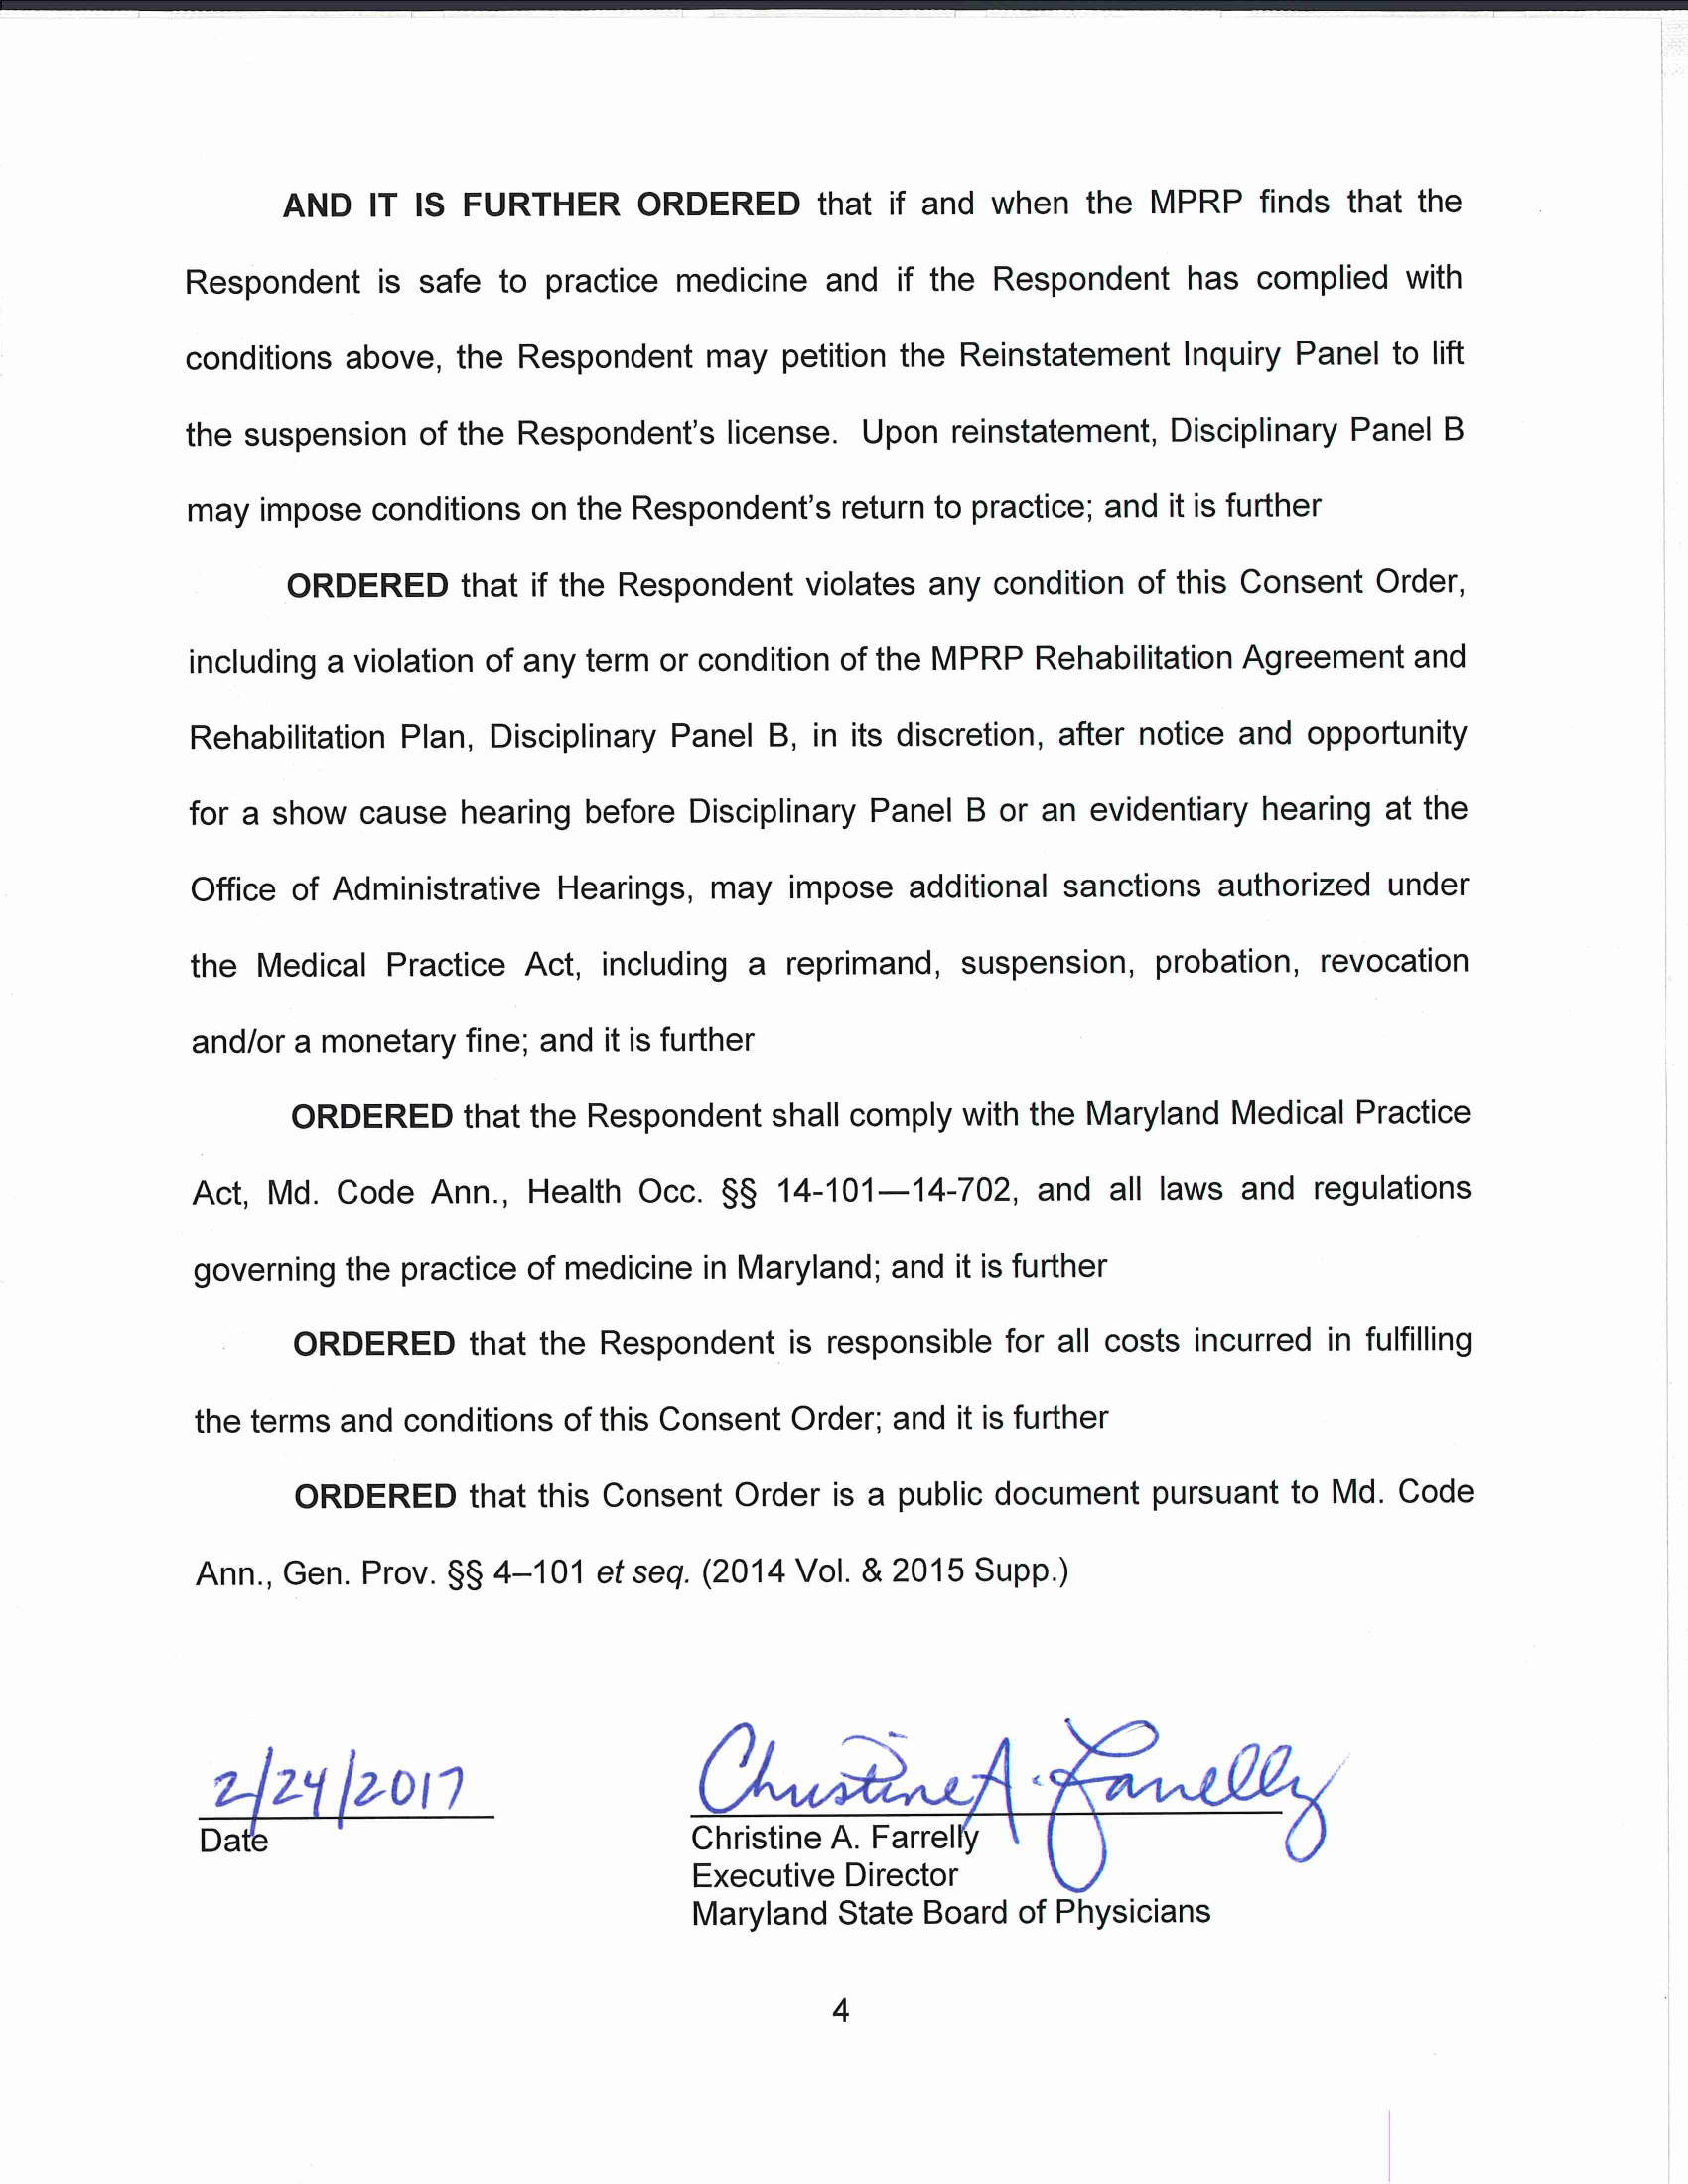 AND IT IS FURTHER ORDERED that if and when the MPRP finds that the
Respondent is safe to practice medicine and if the Respondent has complied with
conditions above, the Respondent may petition the Reinstatement Inquiry Panel to lift
the suspension of the Respondent's license. Upon reinstatement, Disciplinary Panel B
may impose conditions on the Respondent's return to practice; and it is further
ORDERED that if the Respondent violates any condition of this Consent Order,
including a violation of any term or condition of the MPRP Rehabilitation Agreement and
Rehabilitation Plan, Disciplinary Panel B, in its discretion, after notice and opportunity
for a show cause hearing before Disciplinary Panel B or an evidentiary hearing at the
Office of Administrative Hearings, may impose additional sanctions authorized under
the Medical Practice Act, including a reprimand, suspension, probation, revocation
and/or a monetary fine; and it is further
ORDERED that the Respondent shall comply with the Maryland Medical Practice
Act, Md. Code Ann., Health Occ. §§ 14-101—14-702, and all laws and regulations
governing the practice of medicine in Maryland; and it is further
ORDERED that the Respondent is responsible for all costs incurred in fulfilling
the terms and conditions of this Consent Order; and it is further
ORDERED that this Consent Order is a public document pursuant to Md. Code
Ann., Gen. Prov. §§ 4–101 et seq. (2014 Vol. & 2015 Supp.)
2/24/2017
Christine A. Farrelly
Date
Christine A. Farrelly
Executive Director
Maryland State Board of Physicians
4